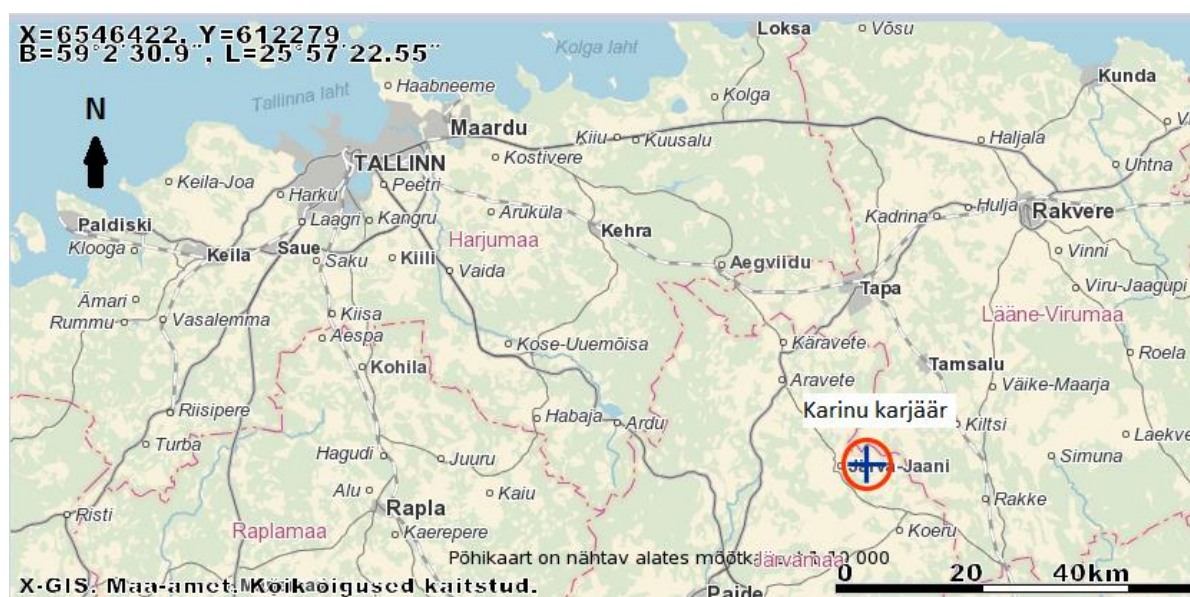 X=6546422, Y=612279
B=59°2'30.9", L=25°57'22.55"
Loksa
Võsu
Kolga laht
Kunda
Haabneeme
Tallinna laht
Kolga
N
Maardu
Kiiu
Kuusalu
Haljala
Kostivere
TALLINN
Uhtna
Keila-Joa
Peetri
Harku
Aruküla
Hulja
Rakvere
Paldiski
Laagri
Kangru
Kadrina
Kehra
Klooga
Keila
Saue
Saku
Kiili
Harjumaa
Vaida
Aegviidu
Vinni
Tapa
Viru-Jaagupi
Ämari
Rummu
Vasalemma
Kiisa
Lääne-Virumaa
Aespa
Kose-Uuemõisa
Käravete
Roela
Kohila
Tamsalu
Aravete
Väike-Maarja
Riisipere
Habaja
Ardu
Karinu karjäär
Kiltsi
Turba
Hagudi
Juuru
Järva-Jaani
Simuna
Alu
Kaiu
Rakke
Risti
Rapla
Raplamaa
Kaerepere
Koeru
Põhikaart on nähtav alates
Järvamaa
0 20 40km
X-GIS. Maa-amet. Kõik õigused kaitstud.
Paide